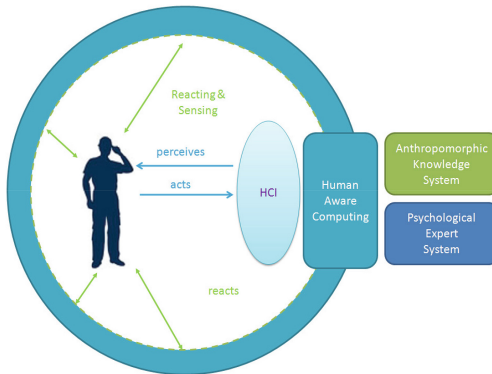 Reacting &
Sensing
perceives
acts
HCI
Human
Aware
Computing
Anthropomorphic
Knowledge
System
Psychological
Expert
System
reacts